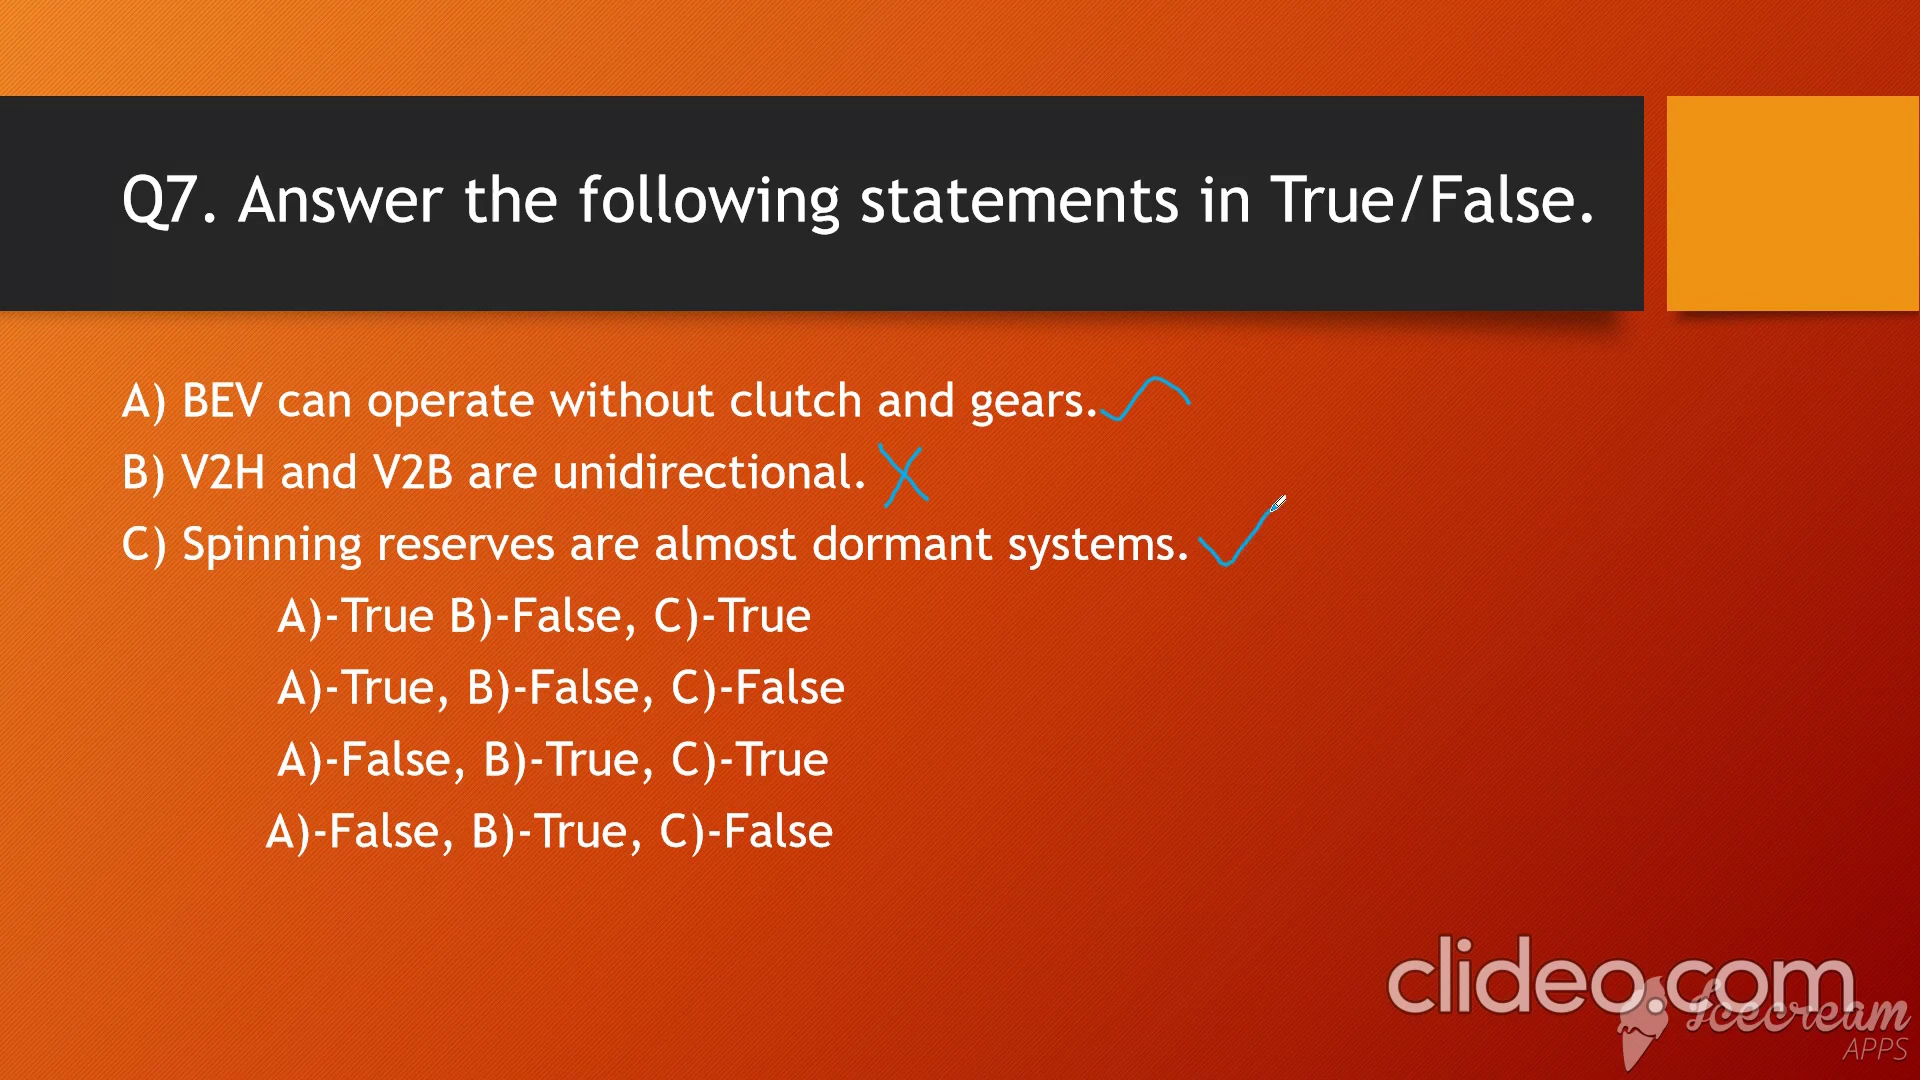 Q7. Answer the following statements in True/False.
A) BEV can operate without clutch and gears.
B) V2H and V2B are unidirectional.
C) Spinning reserves are almost dormant systems.
A)-True B)-False, C)-True
A)-True, B)-False, C)-False
A)-False, B)-True, C)-True
A)-False, B)-True, C)-False
clideo.com
Icecream
APPS